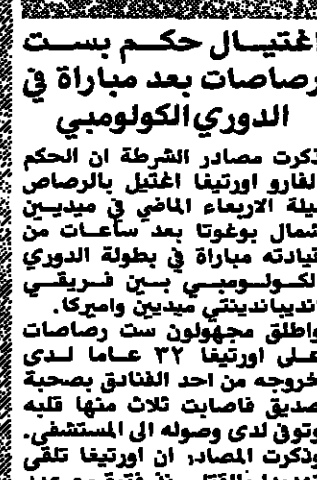 اغتيال حكم بست
رصاصات بعد مباراة في
الدوري الكولومبي
ذكرت مصادر الشرطة ان الحكم
الفارو اورتيغا اغتيل بالرصاص
ليلة الاربعاء الماضي في ميديين
شمال بوغوتا بعد ساعات من
قيادته مباراة في بطولة الدوري
الكولومبي بين فريقي
اندبياندينتي ميديين واميركا.
واطلق مجهولون ست رصاصات
على اورتيغا ٣٢ عاما لدى
خروجه من احد الفنادق بصحبة
صديق فاصابت ثلاث منها قلبه
وتوفي لدى وصوله الى المستشفى.
وذكرت المصادر ان اورتيغا تلقى